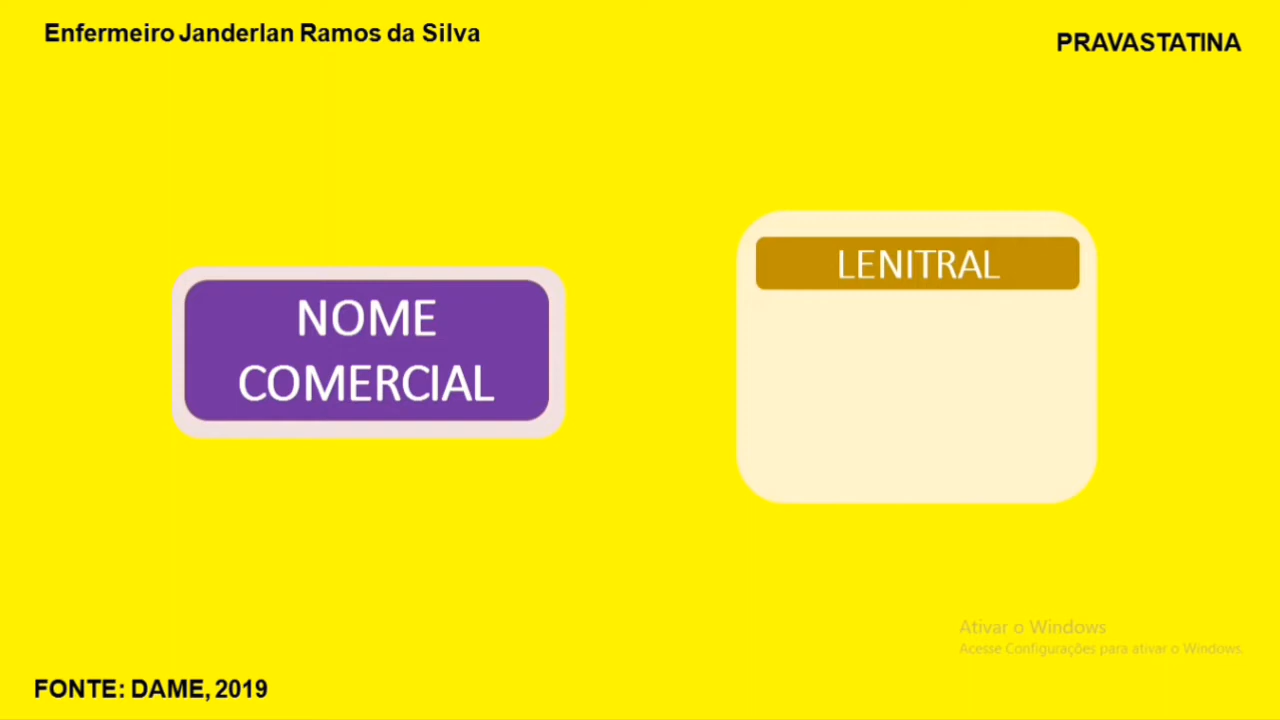 Enfermeiro Janderlan Ramos da Silva
PRAVASTATINA
NOME
COMERCIAL
LENITRAL
Ativar o Windows
Acesse Configurações para ativar o Windows.
FONTE: DAME, 2019